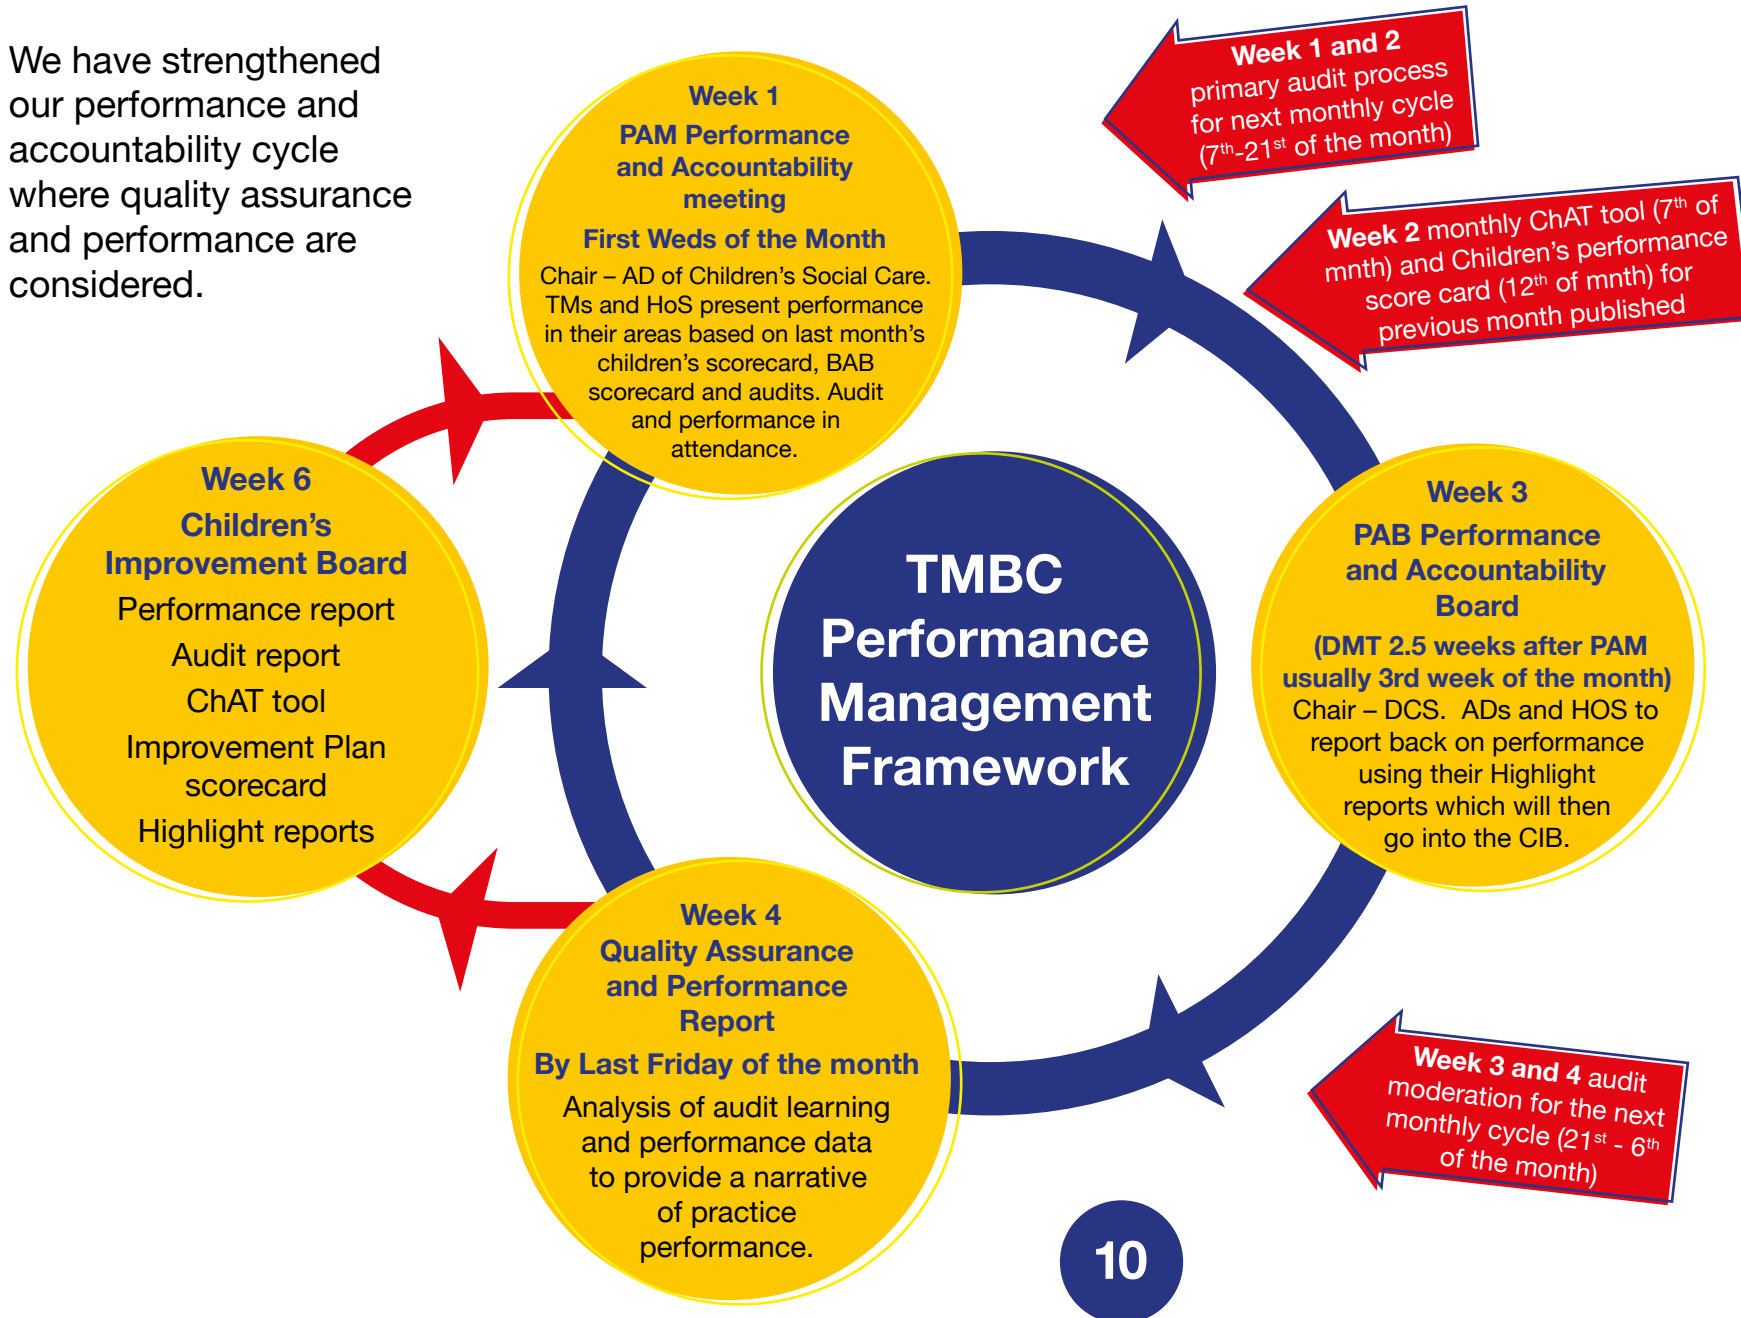 We have strengthened
our performance and
accountability cycle
where quality assurance
and performance are
considered.
Week 1
PAM Performance
and Accountability
meeting
First Weds of the Month
Chair – AD of Children’s Social Care.
TMs and HoS present performance
in their areas based on last month’s
children’s scorecard, BAB
scorecard and audits. Audit
and performance in
attendance.
Week 1 and 2
primary audit process
for next monthly cycle
(7th-21st of the month)
Week 2 monthly ChAT tool (7th of
mnth) and Children’s performance
score card (12th of mnth) for
previous month published
Week 3
PAB Performance
and Accountability
Board
(DMT 2.5 weeks after PAM
usually 3rd week of the month)
Chair – DCS. ADs and HOS to
report back on performance
using their Highlight
reports which will then
go into the CIB.
TMBC
Performance
Management
Framework
Week 6
Children’s
Improvement Board
Performance report
Audit report
ChAT tool
Improvement Plan
scorecard
Highlight reports
Week 4
Quality Assurance
and Performance
Report
By Last Friday of the month
Analysis of audit learning
and performance data
to provide a narrative
of practice
performance.
Week 3 and 4 audit
moderation for the next
monthly cycle (21st - 6th
of the month)
10